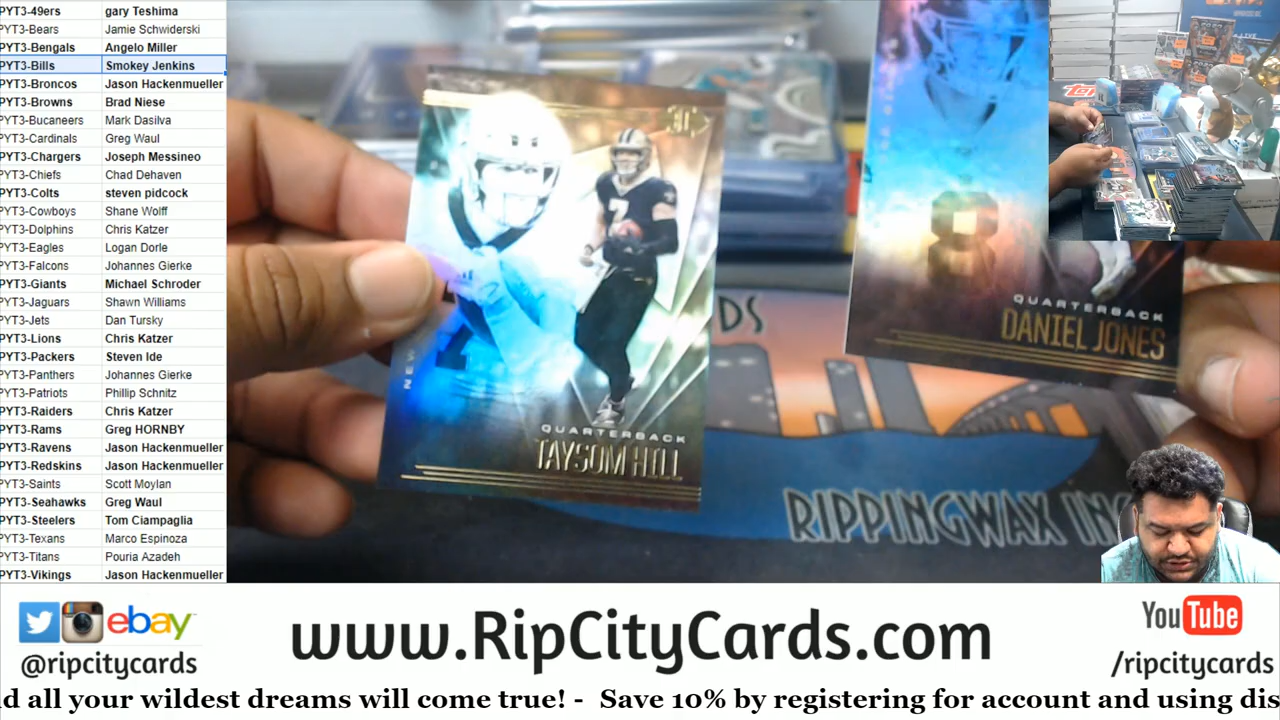 PYT3-49ers gary Teshima
PYT3-Bears Jamie Schwiderski
PYT3-Bengals Angelo Miller
PYT3-Bills Smokey Jenkins
PYT3-Broncos Jason Hackenmueller
PYT3-Browns Brad Niese
PYT3-Bucaneers Mark Dasilva
PYT3-Cardinals Greg Waul
PYT3-Chargers Joseph Messineo
PYT3-Chiefs Chad Dehaven
PYT3-Colts steven pidcock
PYT3-Cowboys Shane Wolff
PYT3-Dolphins Chris Katzer
PYT3-Eagles Logan Dorle
PYT3-Falcons Johannes Gierke
PYT3-Giants Michael Schroder
PYT3-Jaguars Shawn Williams
PYT3-Jets Dan Tursky
PYT3-Lions Chris Katzer
PYT3-Packers Steven Ide
PYT3-Panthers Johannes Gierke
PYT3-Patriots Phillip Schnitz
PYT3-Raiders Chris Katzer
PYT3-Rams Greg HORNBY
PYT3-Ravens Jason Hackenmueller
PYT3-Redskins Jason Hackenmueller
PYT3-Saints Scott Moylan
PYT3-Seahawks Greg Waul
PYT3-Steelers Tom Ciampaglia
PYT3-Texans Marco Espinoza
PYT3-Titans Pouria Azadeh
PYT3-Vikings Jason Hackenmueller
7
QUARTERBACK
TAYSOM HILL
8
QUARTERBACK
DANIEL JONES
DS
RIPPINGWAX IN
ebay
@ripcitycards
www.RipCityCards.com
YouTube
/ripcitycards
d all your wildest dreams will come true! - Save 10% by registering for account and using dis